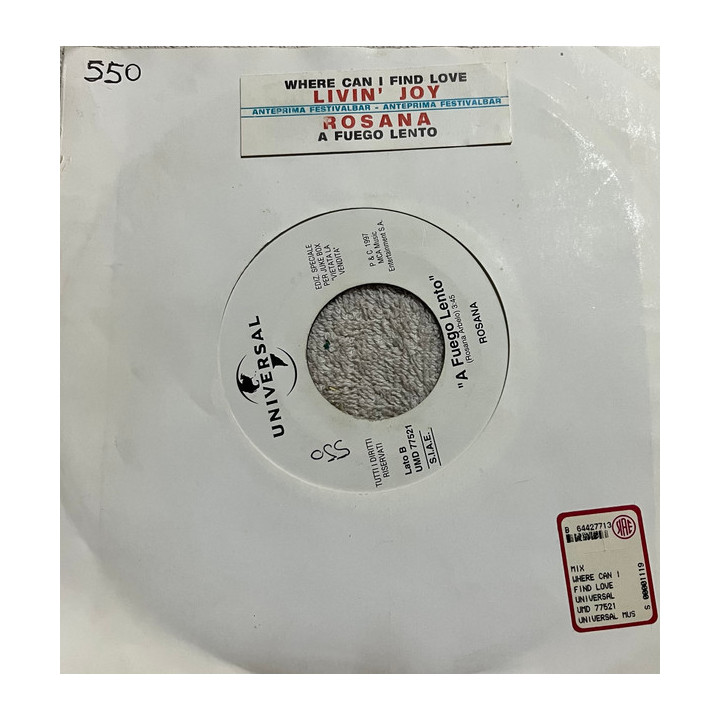 550
WHERE CAN I FIND LOVE
LIVIN' JOY
ANTEPRIMA FESTIVALBAR - ANTEPRIMA FESTIVALBAR
ROSANA
A FUEGO LENTO
EDIZ. SPECIALE
PER JUKE BOX
"VIETATA LA
VENDITA"
P & C 1997
MCA Music
Entertainment S.A.
UNIVERSAL
"A Fuego Lento"
(Rosana Arbelo) 3:45
ROSANA
550
TUTTI I DIRITTI
RISERVATI
Lato B
UMD 77521
S.I.A.E.
B 64427713
MIX
WHERE CAN I
FIND LOVE
UNIVERSAL
UMD 77521
UNIVERSAL MUS
S 00001119